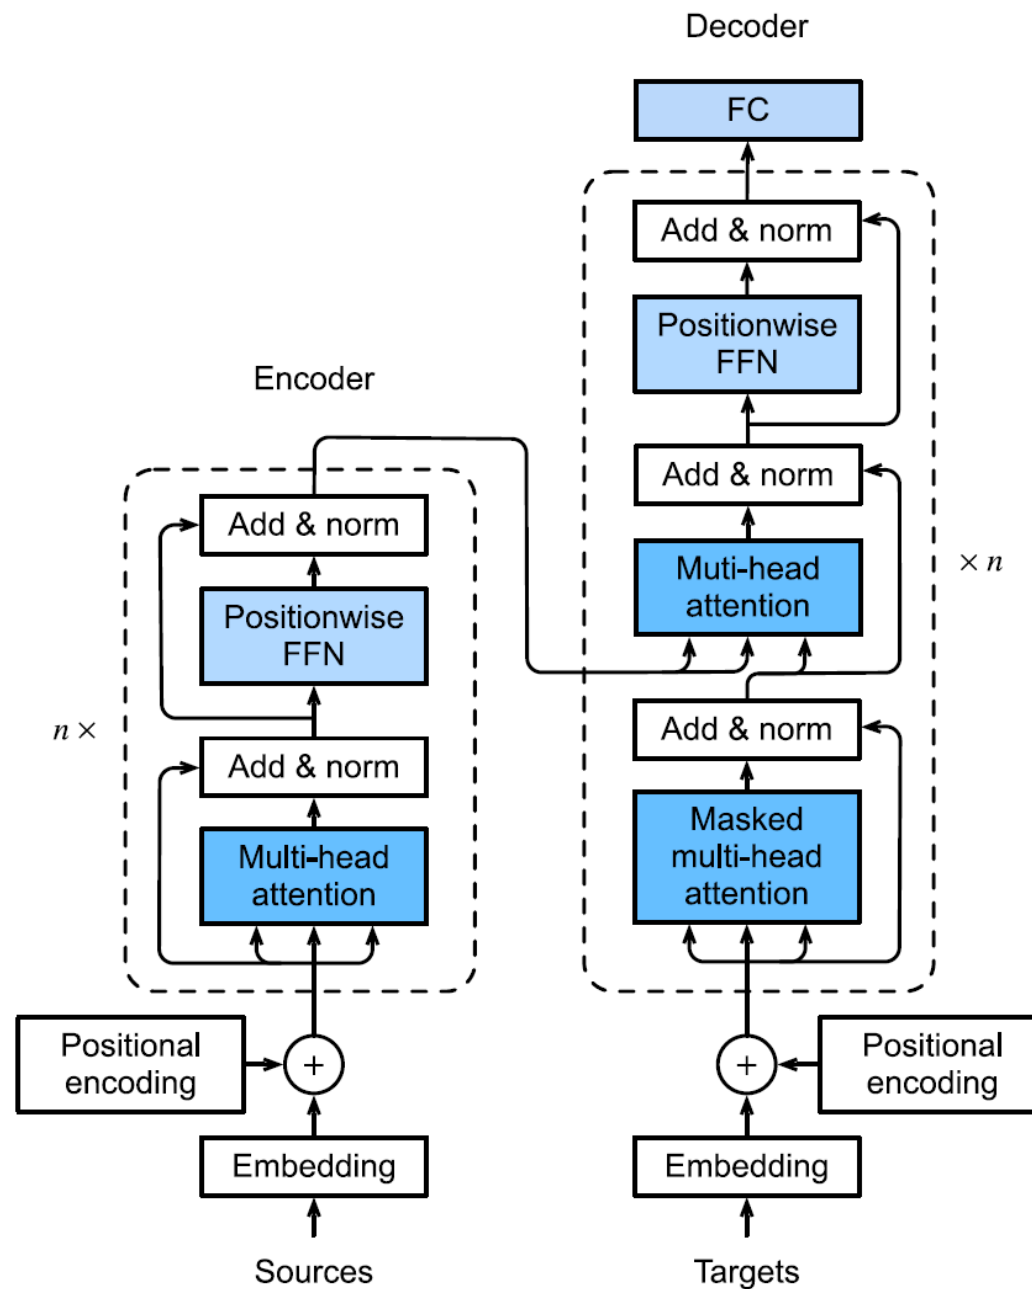 Decoder
FC
Add & norm
Positionwise
FFN
Add & norm
Muti-head
attention
× n
Add & norm
Masked
multi-head
attention
Positional
encoding
+
Embedding
Targets
Encoder
Add & norm
Positionwise
FFN
n ×
Add & norm
Multi-head
attention
Positional
encoding
+
Embedding
Sources